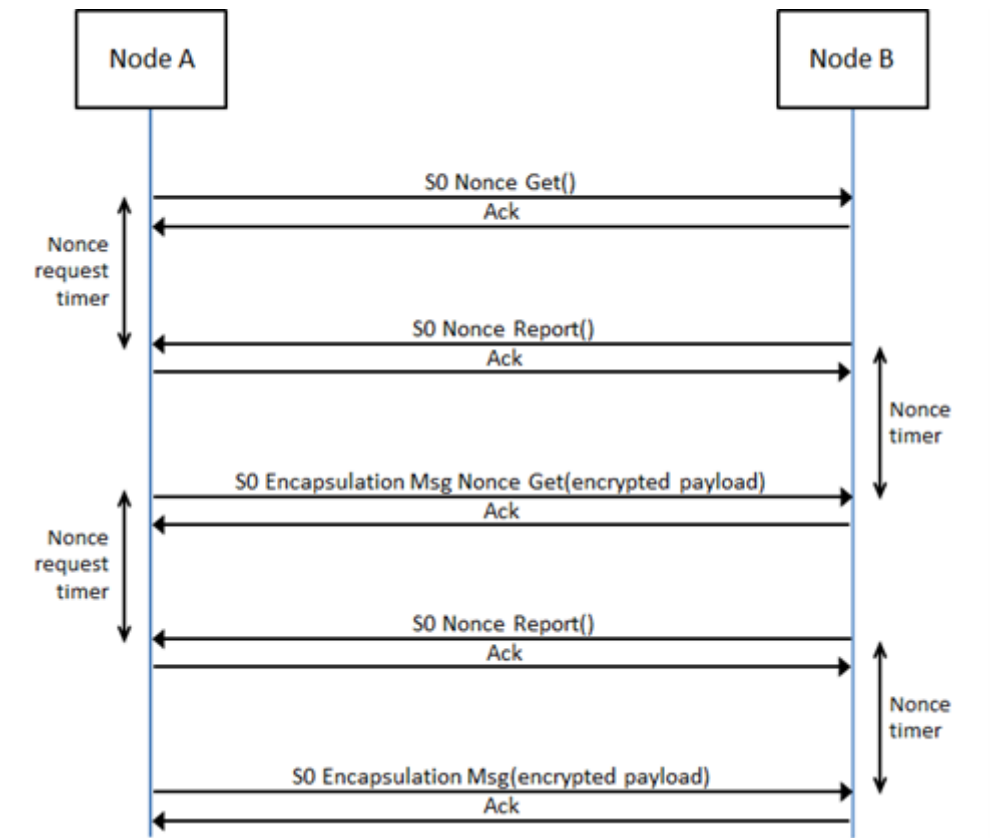 Node A
Node B
S0 Nonce Get()
Ack
Nonce
request
timer
S0 Nonce Report()
Ack
Nonce
timer
S0 Encapsulation Msg Nonce Get(encrypted payload)
Ack
Nonce
request
timer
S0 Nonce Report()
Ack
Nonce
timer
S0 Encapsulation Msg(encrypted payload)
Ack